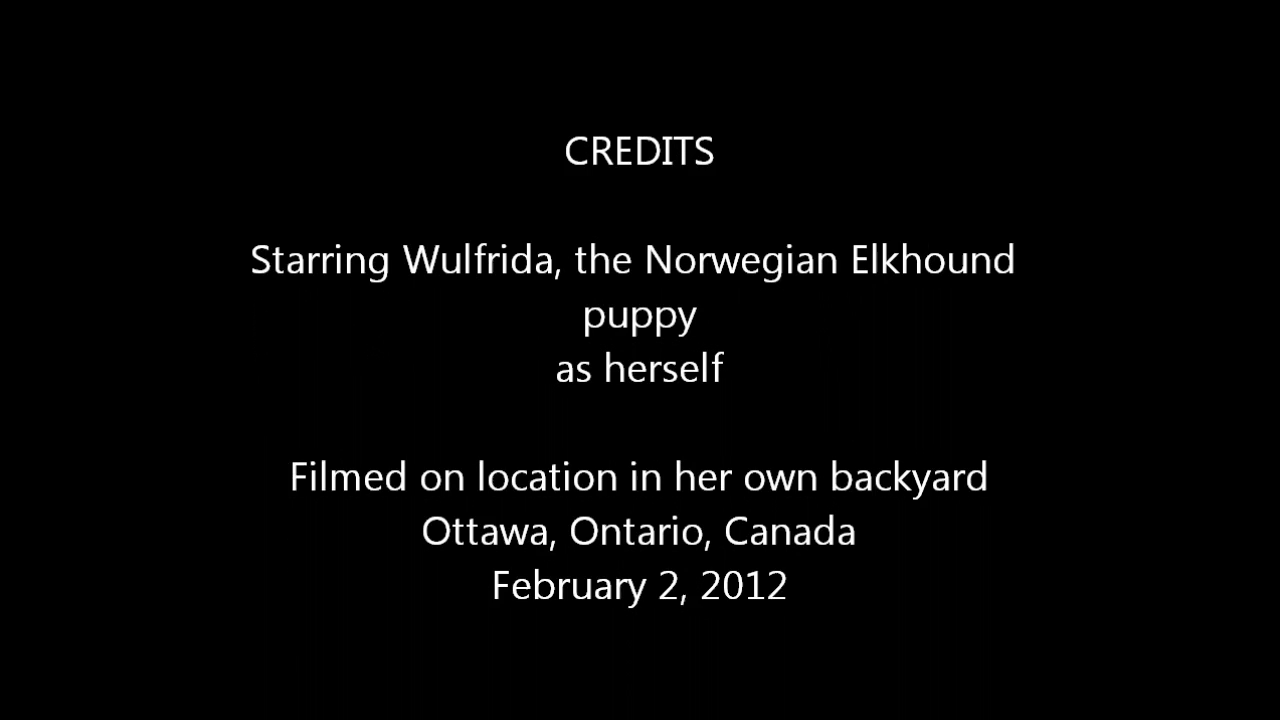 CREDITS
Starring Wulfrida, the Norwegian Elkhound
puppy
as herself
Filmed on location in her own backyard
Ottawa, Ontario, Canada
February 2, 2012